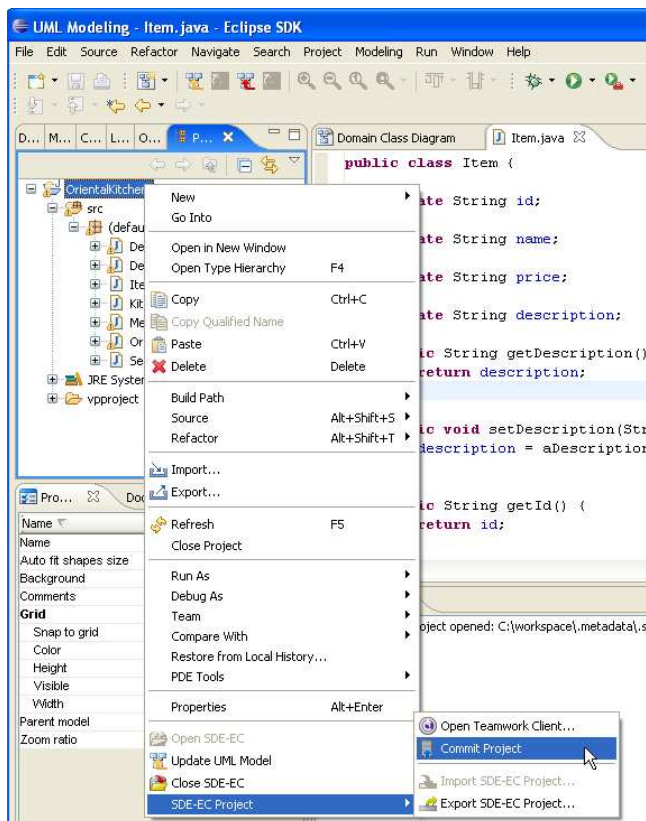 UML Modeling - Item.java - Eclipse SDK
File Edit Source Refactor Navigate Search Project Modeling Run Window Help
D... M... C... L... O... P...
Domain Class Diagram Item.java
OrientalKitchen
src
(defau
De
De
Ite
Kit
Me
Or
Se
JRE System
vpproject
public class Item {
ate String id;
ate String name;
ate String price;
ate String description;
ic String getDescription()
return description;
ic void setDescription(Str
description = aDescription
ic String getId() {
return id;
New
Go Into
Open in New Window
Open Type Hierarchy F4
Copy Ctrl+C
Copy Qualified Name
Paste Ctrl+V
Delete Delete
Build Path
Source Alt+Shift+S
Refactor Alt+Shift+T
Import...
Export...
Refresh F5
Close Project
Run As
Debug As
Team
Compare With
Restore from Local History...
PDE Tools
Properties Alt+Enter
Open SDE-EC
Update UML Model
Close SDE-EC
SDE-EC Project
Open Teamwork Client...
Commit Project
Import SDE-EC Project...
Export SDE-EC Project...
Pro... Doc
Name
Name
Auto fit shapes size
Background
Comments
Grid
Snap to grid
Color
Height
Visible
Width
Parent model
Zoom ratio
oject opened: C:\workspace\.metadata\.s